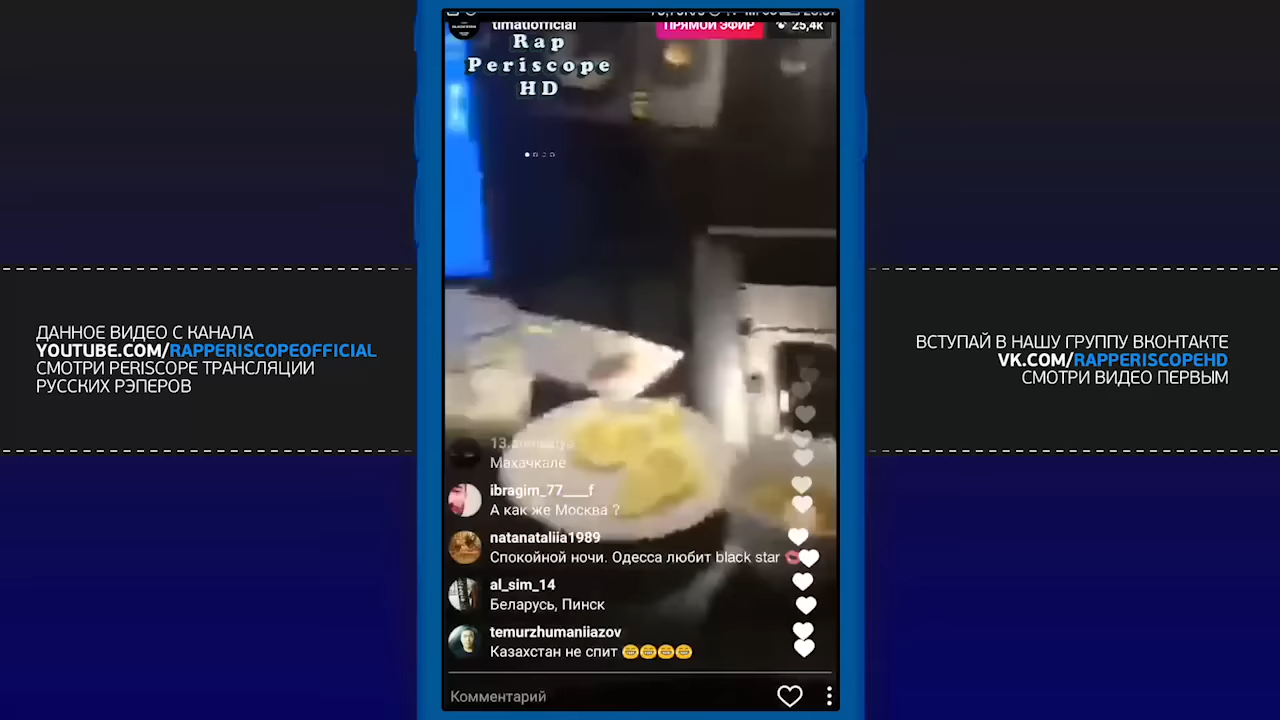 timatiofficial
ПРЯМОЙ ЭФИР
25,4k
Rap
Periscope
HD
ДАННОЕ ВИДЕО С КАНАЛА
YOUTUBE.COM/RAPPERISCOPEOFFICIAL
СМОТРИ PERISCOPE ТРАНСЛЯЦИИ
РУССКИХ РЭПЕРОВ
ВСТУПАЙ В НАШУ ГРУППУ ВКОНТАКТЕ
VK.COM/RAPPERISCOPEHD
СМОТРИ ВИДЕО ПЕРВЫМ
Махачкале
ibragim_77____f
А как же Москва ?
natanataliia1989
Спокойной ночи. Одесса любит black star 💋
al_sim_14
Беларусь, Пинск
temurzhumaniiazov
Казахстан не спит 😁😁😁😁
Комментарий